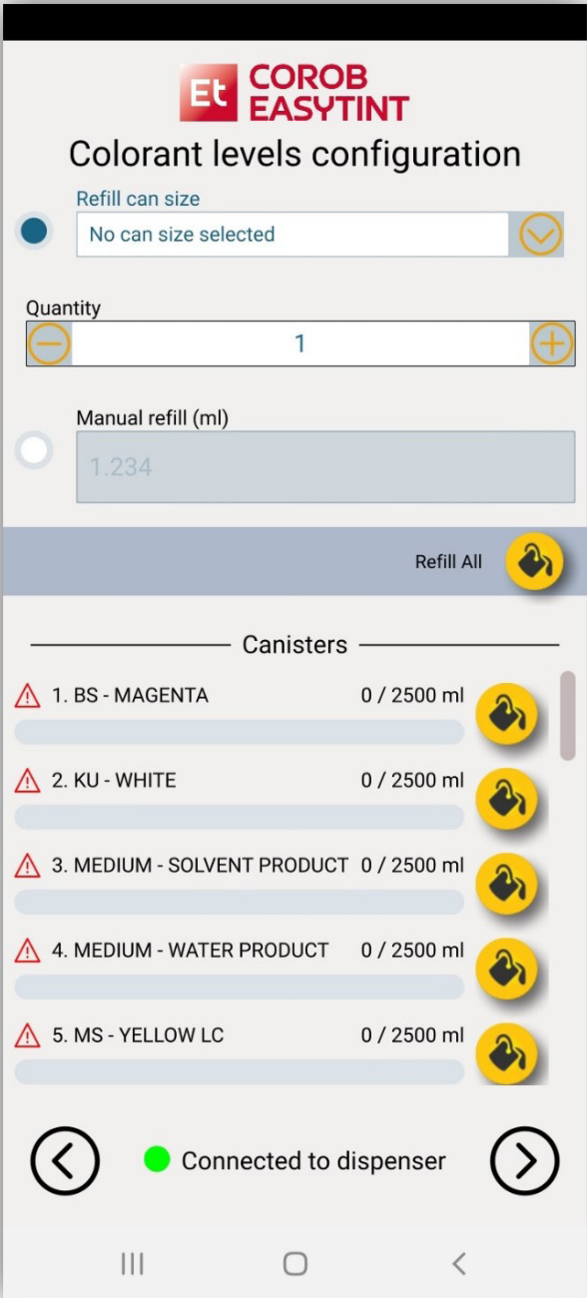 Et COROB
EASYTINT
Colorant levels configuration
Refill can size
No can size selected
Quantity
1
Manual refill (ml)
1.234
Refill All
Canisters
1. BS - MAGENTA 0 / 2500 ml
2. KU - WHITE 0 / 2500 ml
3. MEDIUM - SOLVENT PRODUCT 0 / 2500 ml
4. MEDIUM - WATER PRODUCT 0 / 2500 ml
5. MS - YELLOW LC 0 / 2500 ml
Connected to dispenser